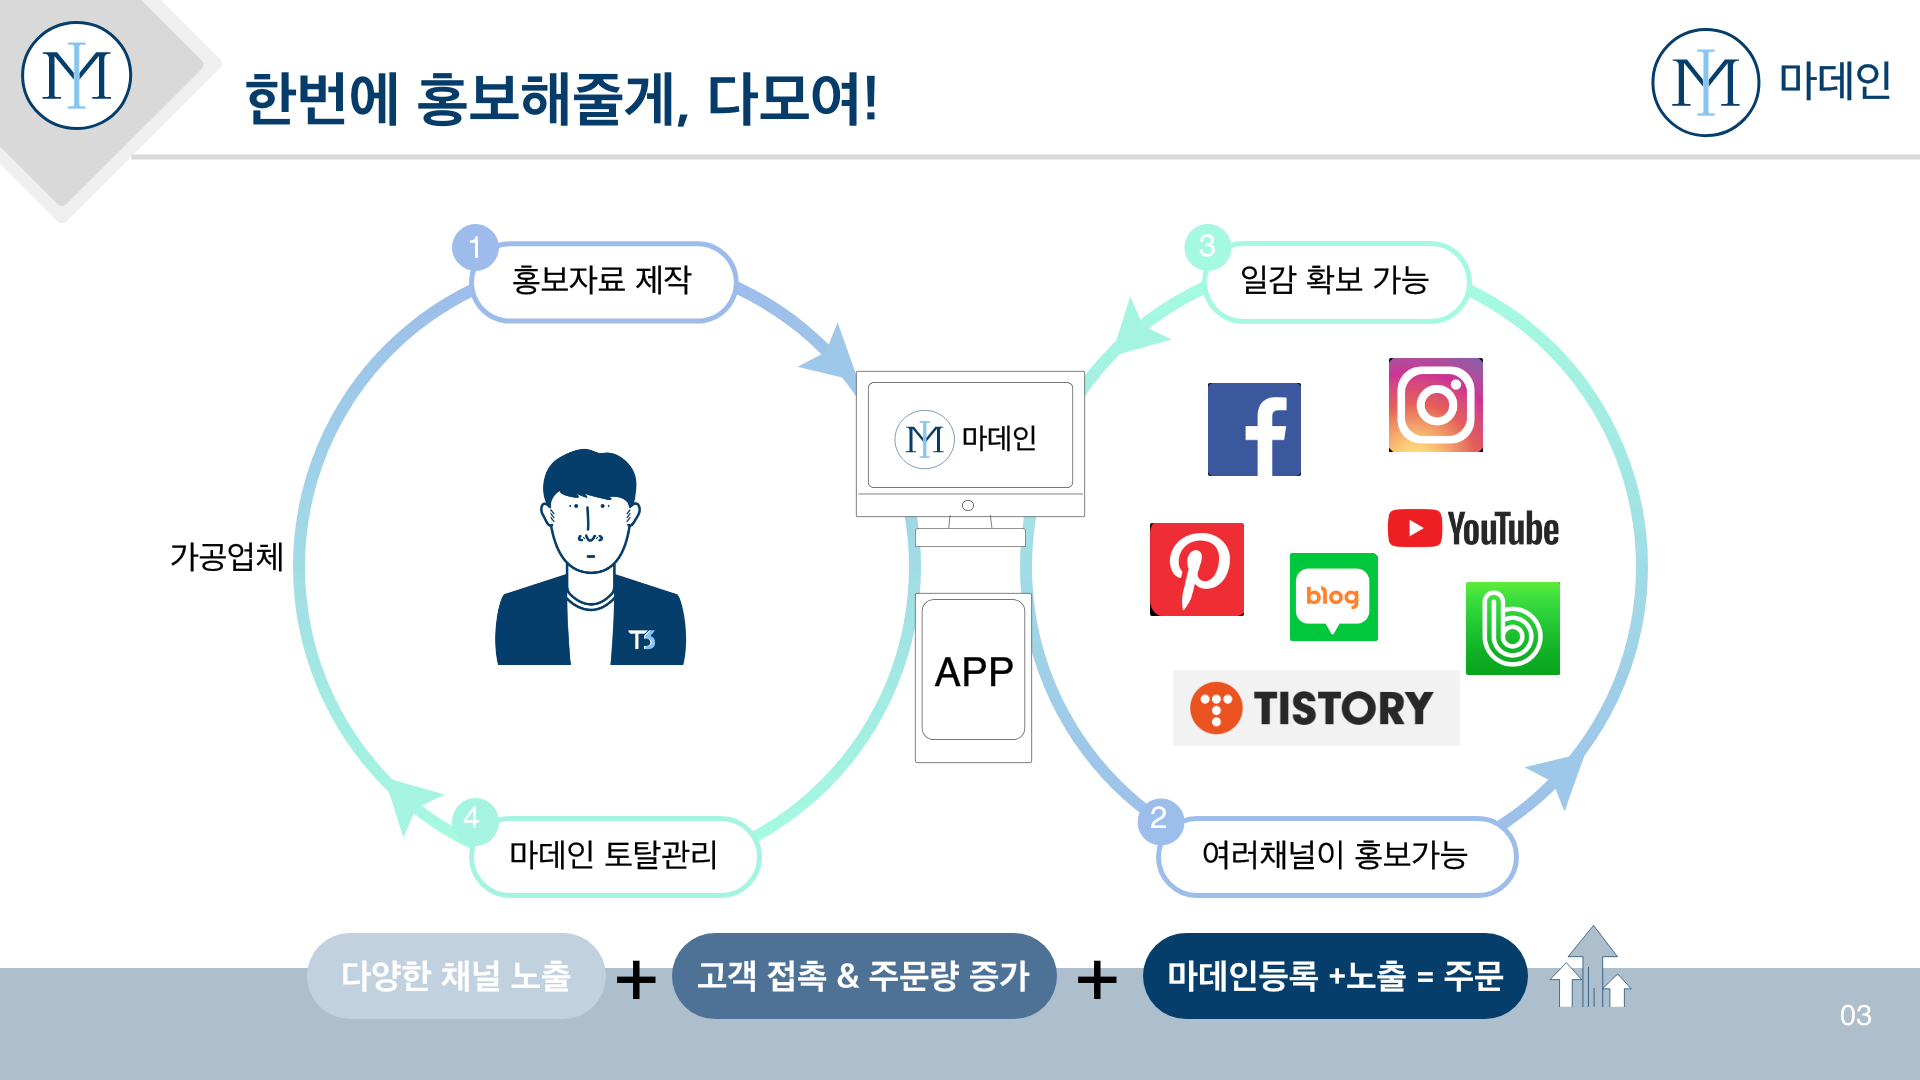 한번에 홍보해줄게, 다모여!
마데인
1
홍보자료 제작
3
일감 확보 가능
마데인
YouTube
가공업체
blog
T3
APP
TISTORY
4
마데인 토탈관리
2
여러채널이 홍보가능
다양한 채널 노출 + 고객 접촉 & 주문량 증가 + 마데인등록 +노출 = 주문
03